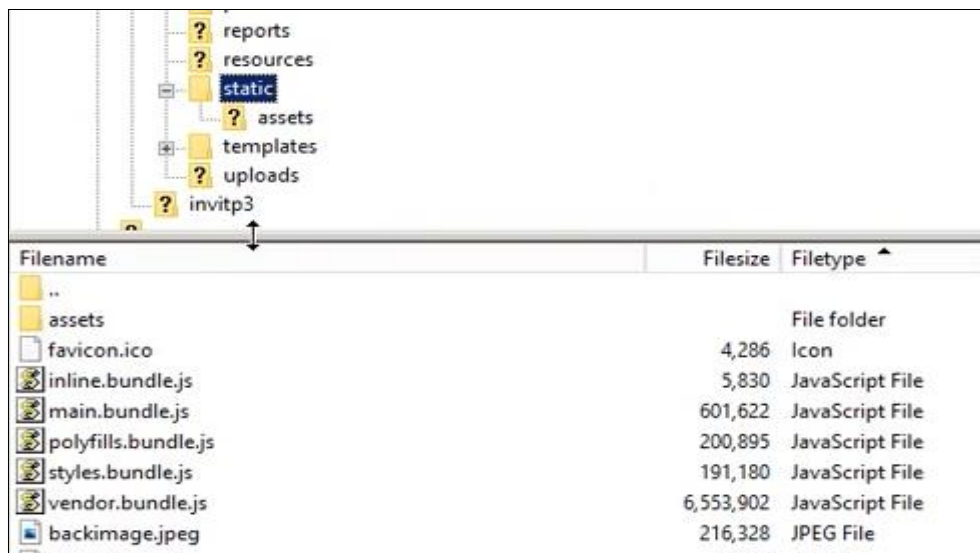 reports
resources
static
assets
templates
uploads
invitp3
Filename Filesize Filetype
..
assets File folder
favicon.ico 4,286 Icon
inline.bundle.js 5,830 JavaScript File
main.bundle.js 601,622 JavaScript File
polyfills.bundle.js 200,895 JavaScript File
styles.bundle.js 191,180 JavaScript File
vendor.bundle.js 6,553,902 JavaScript File
backimage.jpeg 216,328 JPEG File